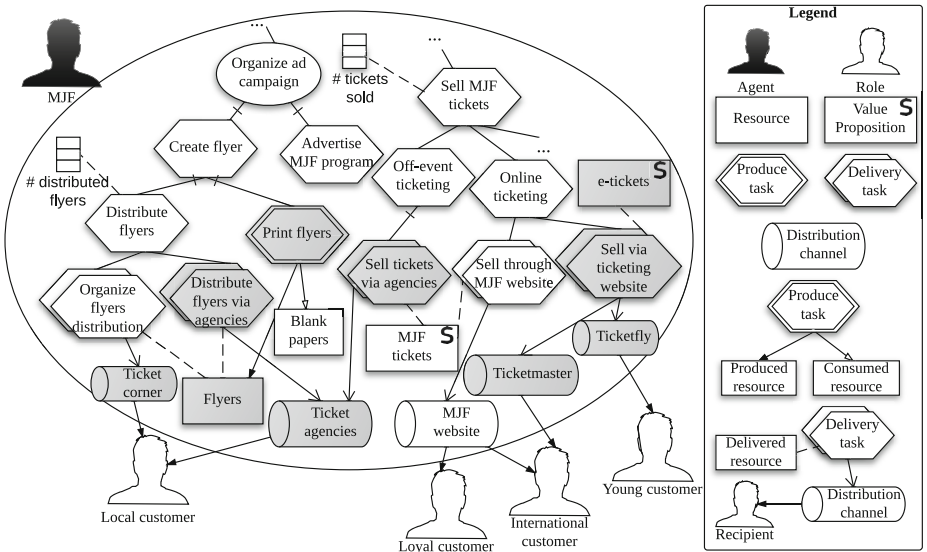 ...
...
Legend
Organize ad
campaign
# tickets
sold
Sell MJF
tickets
MJF
Agent
Role
Resource
Value
Proposition
S
Create flyer
Advertise
MJF program
Off-event
ticketing
...
Online
ticketing
e-tickets
S
# distributed
flyers
Produce
task
Delivery
task
Distribute
flyers
Print flyers
Sell tickets
via agencies
Sell through
MJF website
Sell via
ticketing
website
Distribution
channel
Organize
flyers
distribution
Distribute
flyers via
agencies
Blank
papers
MJF
tickets
S
Ticketfly
Produce
task
Ticket
corner
Flyers
Ticket
agencies
MJF
website
Ticketmaster
Produced
resource
Consumed
resource
Delivered
resource
Delivery
task
Local customer
Loyal customer
International
customer
Young customer
Recipient
Distribution
channel